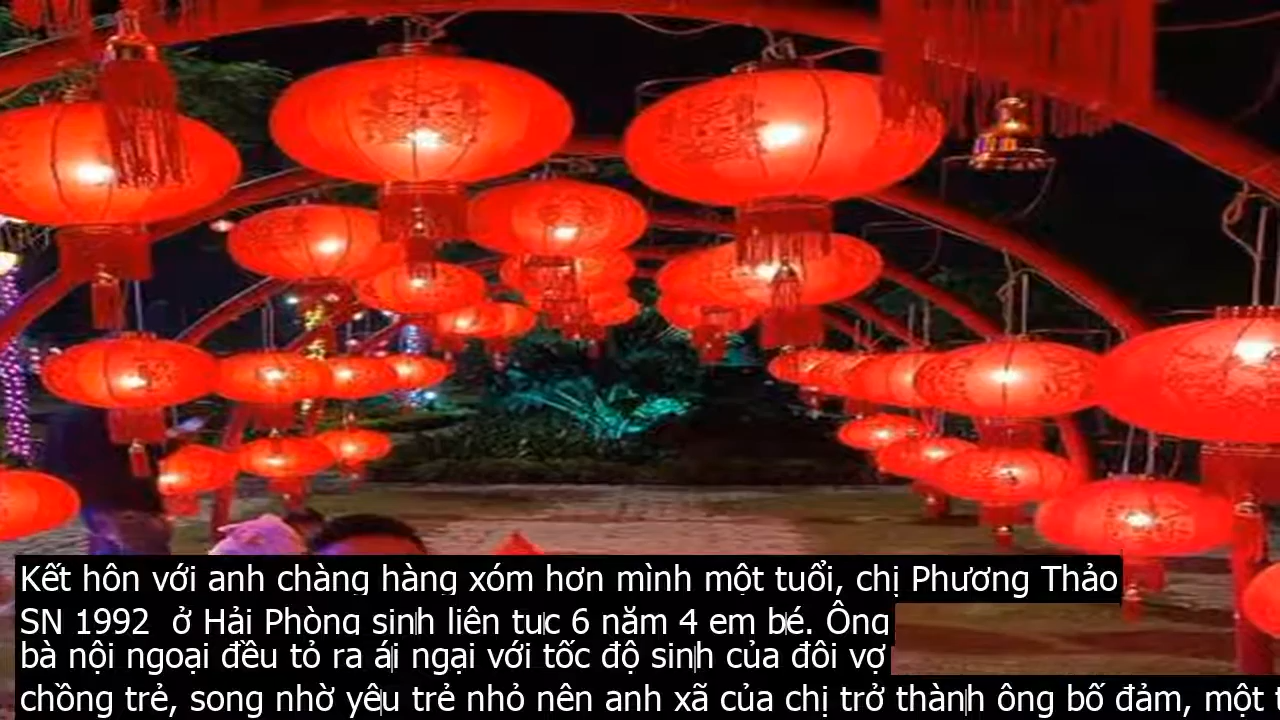 Kết hôn với anh chàng hàng xóm hơn mình một tuổi, chị Phương Thảo
SN 1992 ở Hải Phòng sinh liên tục 6 năm 4 em bé. Ông
bà nội ngoại đều tỏ ra ái ngại với tốc độ sinh của đôi vợ
chồng trẻ, song nhờ yêu trẻ nhỏ nên anh xã của chị trở thành ông bố đảm, một